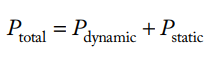 P_total = P_dynamic + P_static